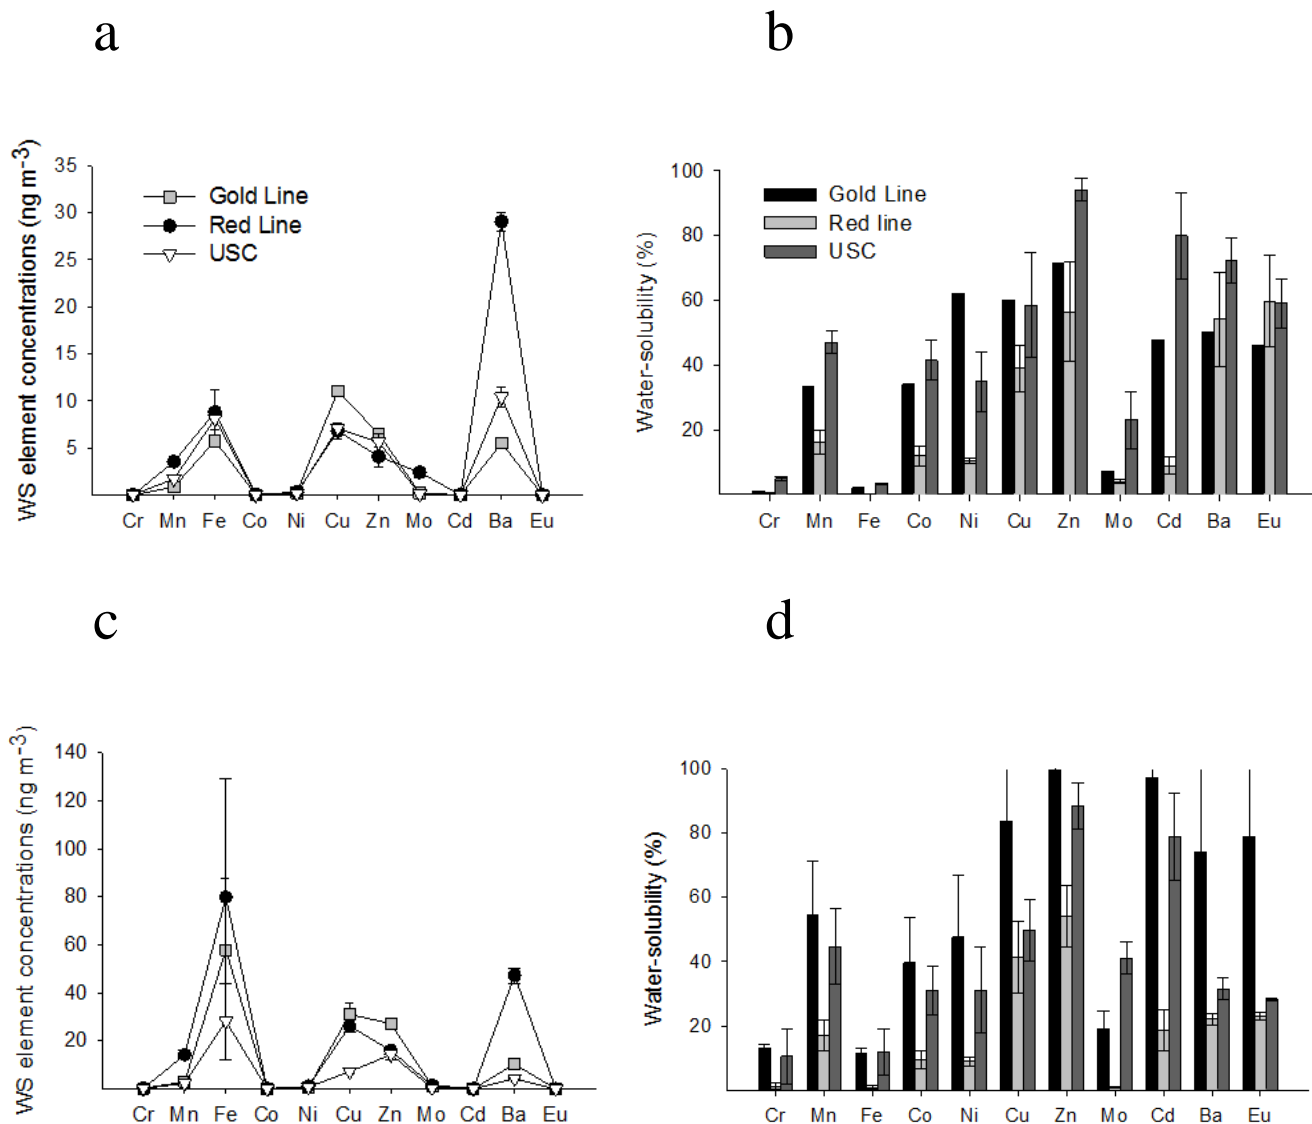 a
WS element concentrations (ng m-3)
35
30
25
20
15
10
5
Gold Line
Red Line
USC
Cr Mn Fe Co Ni Cu Zn Mo Cd Ba Eu
b
Water-solubility (%)
100
80
60
40
20
Gold Line
Red line
USC
Cr Mn Fe Co Ni Cu Zn Mo Cd Ba Eu
c
WS element concentrations (ng m-3)
140
120
100
80
60
40
20
Cr Mn Fe Co Ni Cu Zn Mo Cd Ba Eu
d
Water-solubility (%)
100
80
60
40
20
Cr Mn Fe Co Ni Cu Zn Mo Cd Ba Eu